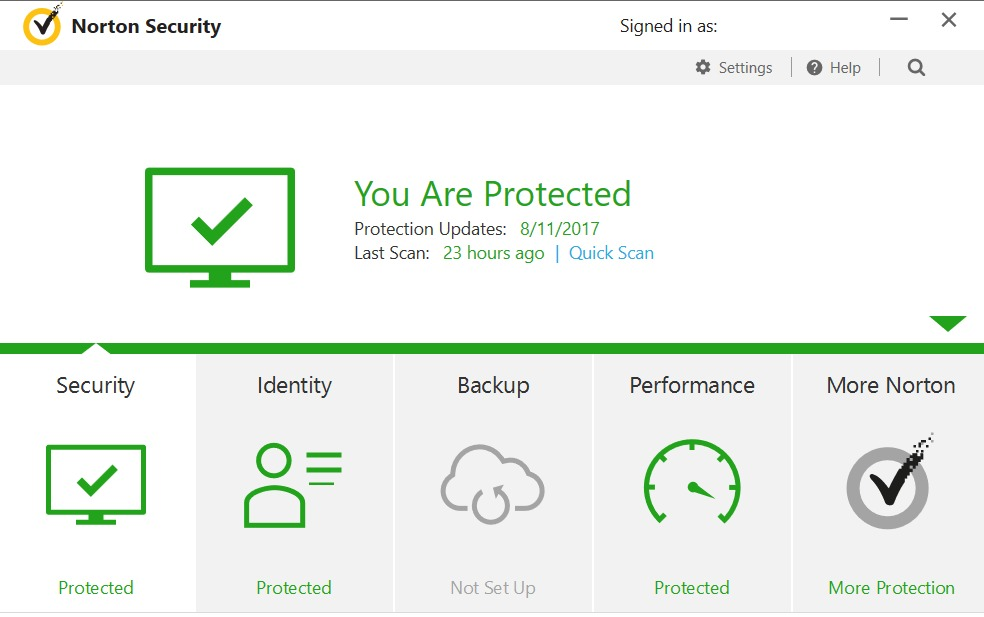 Norton Security
Signed in as:
Settings
Help
You Are Protected
Protection Updates: 8/11/2017
Last Scan: 23 hours ago | Quick Scan
Security
Identity
Backup
Performance
More Norton
Protected
Protected
Not Set Up
Protected
More Protection